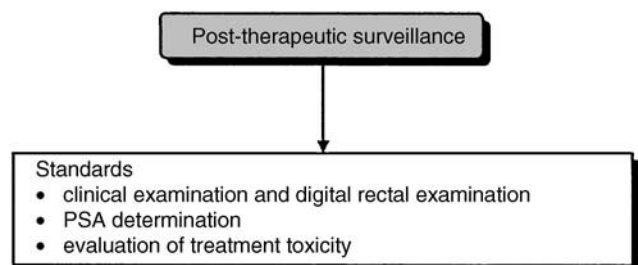 Post-therapeutic surveillance
Standards
• clinical examination and digital rectal examination
• PSA determination
• evaluation of treatment toxicity